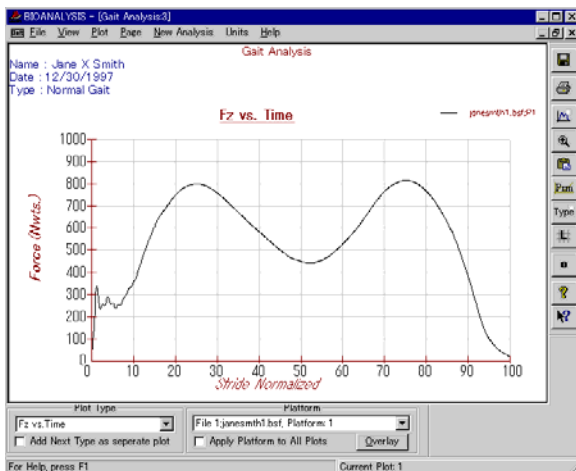 BIOANALYSIS - [Gait Analysis:3]
File View Plot Page New Analysis Units Help
Gait Analysis
Name : Jane X Smith
Date : 12/30/1997
Type : Normal Gait
Fz vs. Time
janesmth1.bsf:P1
Force (Nwts.)
1000
900
800
700
600
500
400
300
200
100
0
0 10 20 30 40 50 60 70 80 90 100
Stride Normalized
Type
Plot Type
Platform
Fz vs.Time
File 1:janesmth1.bsf, Platform: 1
Add Next Type as seperate plot
Apply Platform to All Plots
Overlay
For Help, press F1
Current Plot: 1